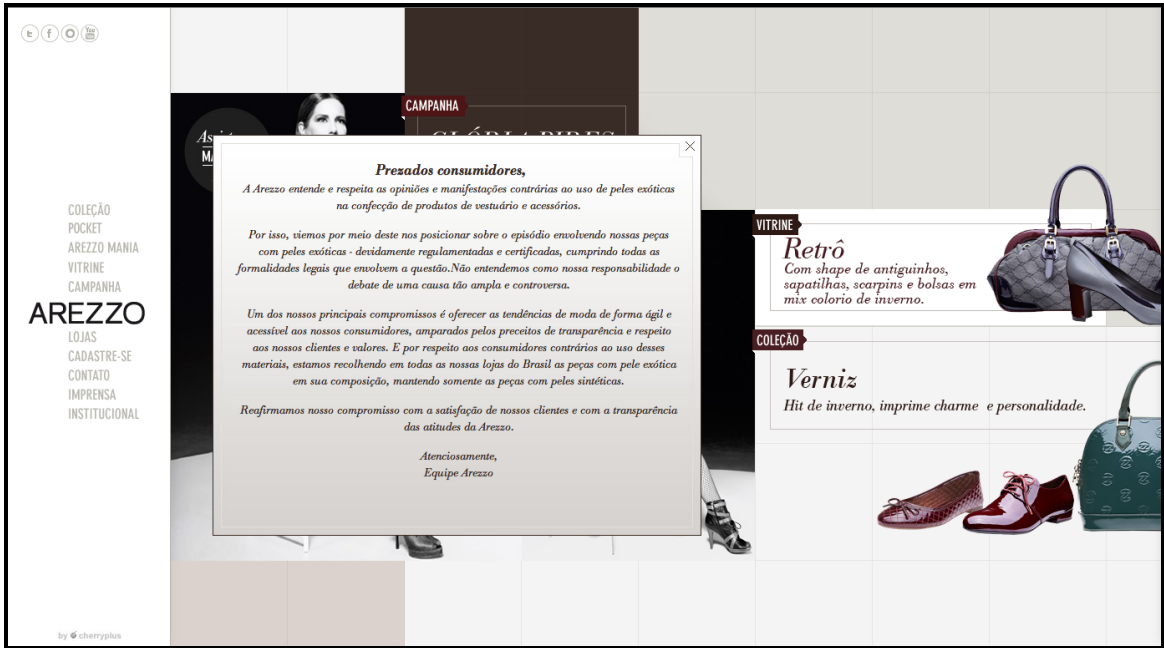 You
COLEÇÃO
POCKET
AREZZO MANIA
VITRINE
CAMPANHA
AREZZO
LOJAS
CADASTRE-SE
CONTATO
IMPRENSA
INSTITUCIONAL
by cherryplus
CAMPANHA
GLÓRIA PIRES
Prezados consumidores,
A Arezzo entende e respeita as opiniões e manifestações contrárias ao uso de peles exóticas
na confecção de produtos de vestuário e acessórios.
Por isso, viemos por meio deste nos posicionar sobre o episódio envolvendo nossas peças
com peles exóticas - devidamente regulamentadas e certificadas, cumprindo todas as
formalidades legais que envolvem a questão.Não entendemos como nossa responsabilidade o
debate de uma causa tão ampla e controversa.
Um dos nossos principais compromissos é oferecer as tendências de moda de forma ágil e
acessível aos nossos consumidores, amparados pelos preceitos de transparência e respeito
aos nossos clientes e valores. E por respeito aos consumidores contrários ao uso desses
materiais, estamos recolhendo em todas as nossas lojas do Brasil as peças com pele exótica
em sua composição, mantendo somente as peças com peles sintéticas.
Reafirmamos nosso compromisso com a satisfação de nossos clientes e com a transparência
das atitudes da Arezzo.
Atenciosamente,
Equipe Arezzo
VITRINE
Retrô
Com shape de antiguinhos,
sapatilhas, scarpins e bolsas em
mix colorio de inverno.
COLEÇÃO
Verniz
Hit de inverno, imprime charme e personalidade.